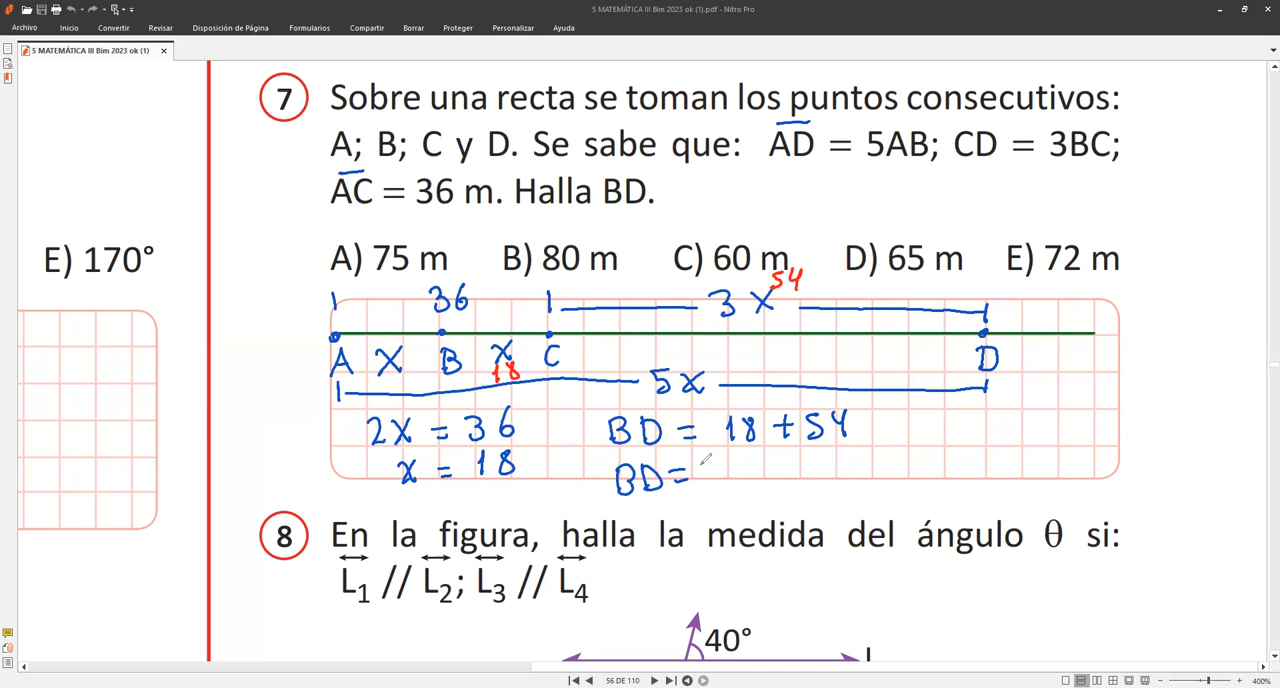 5 MATEMÁTICA III Bim 2023 ok (1).pdf - Nitro Pro
Archivo Inicio Convertir Revisar Disposición de Página Formularios Compartir Borrar Proteger Personalizar Ayuda
5 MATEMÁTICA III Bim 2023 ok (1)
7 Sobre una recta se toman los puntos consecutivos:
A; B; C y D. Se sabe que: AD = 5AB; CD = 3BC;
AC = 36 m. Halla BD.
E) 170°
A) 75 m B) 80 m C) 60 m D) 65 m E) 72 m
36 3 x 54
A x B x C D
18
5x
2x = 36 BD = 18 + 54
x = 18 BD =
8 En la figura, halla la medida del ángulo θ si:
L1 // L2; L3 // L4
40°
56 DE 110
400%